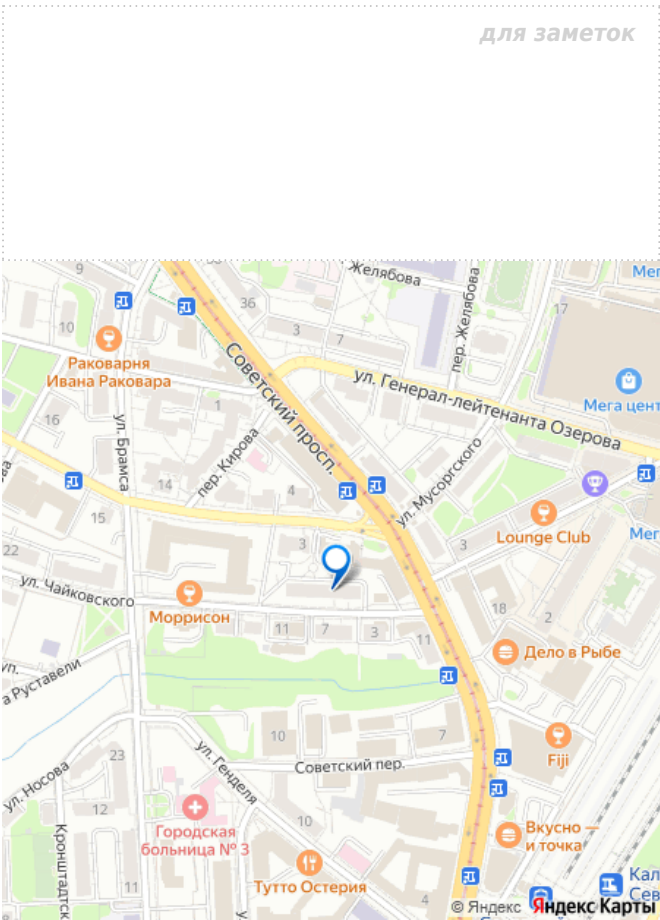 для заметок
Желябова
Мег
9
36
пер. Желябова
17
3
7
10
Раковарня
Ивана Раковара
Советский просп.
ул. Генерал-лейтенанта Озерова
Мега цент
1
16
ул. Брамса
пер. Кирова
ул. Мусоргского
14
4
15
Lounge Club
Мег
3
3
22
ул. Чайковского
Моррисон
18
2
11
7
3
11
Дело в Рыбе
ул.
а Руставели
10
7
Fiji
23
ул. Генделя
Советский пер.
ул. Носова
12
Городская
больница № 3
10
Вкусно —
и точка
Кронштадтск
Тутто Остерия
4
Кал
Сев
© Яндекс Яндекс Карты